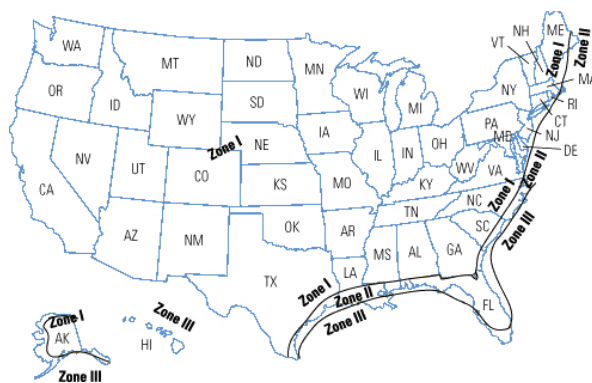 WA
MT
ND
MN
VT
NH
ME
Zone I
Zone II
OR
ID
WY
SD
WI
MI
NY
MA
RI
CT
NV
UT
CO
Zone I
NE
IA
IL
IN
OH
PA
NJ
MD
DE
CA
KS
MO
KY
WV
VA
Zone I
Zone II
AZ
NM
OK
AR
TN
NC
SC
Zone III
TX
LA
MS
AL
GA
FL
Zone I
Zone II
Zone III
Zone I
AK
Zone III
HI
Zone III